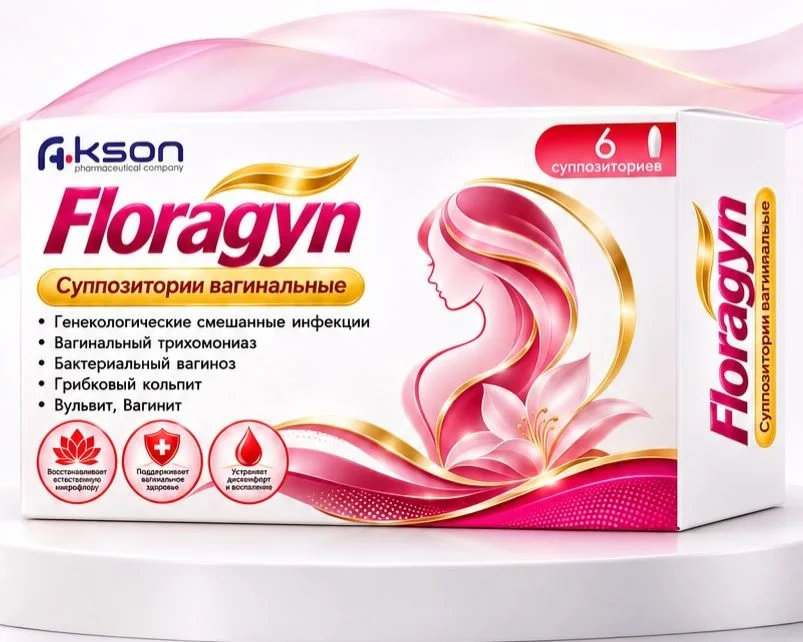 A.kson
pharmaceutical company
6
суппозиториев
Floragyn
Суппозитории вагинальные
• Генекологические смешанные инфекции
• Вагинальный трихомониаз
• Бактериальный вагиноз
• Грибковый кольпит
• Вульвит, Вагинит
Восстанавливает
естественную
микрофлору
Поддерживает
вагинальное
здоровье
Устраняет
дискомфорт
и воспаление
Floragyn
Суппозитории вагинальные